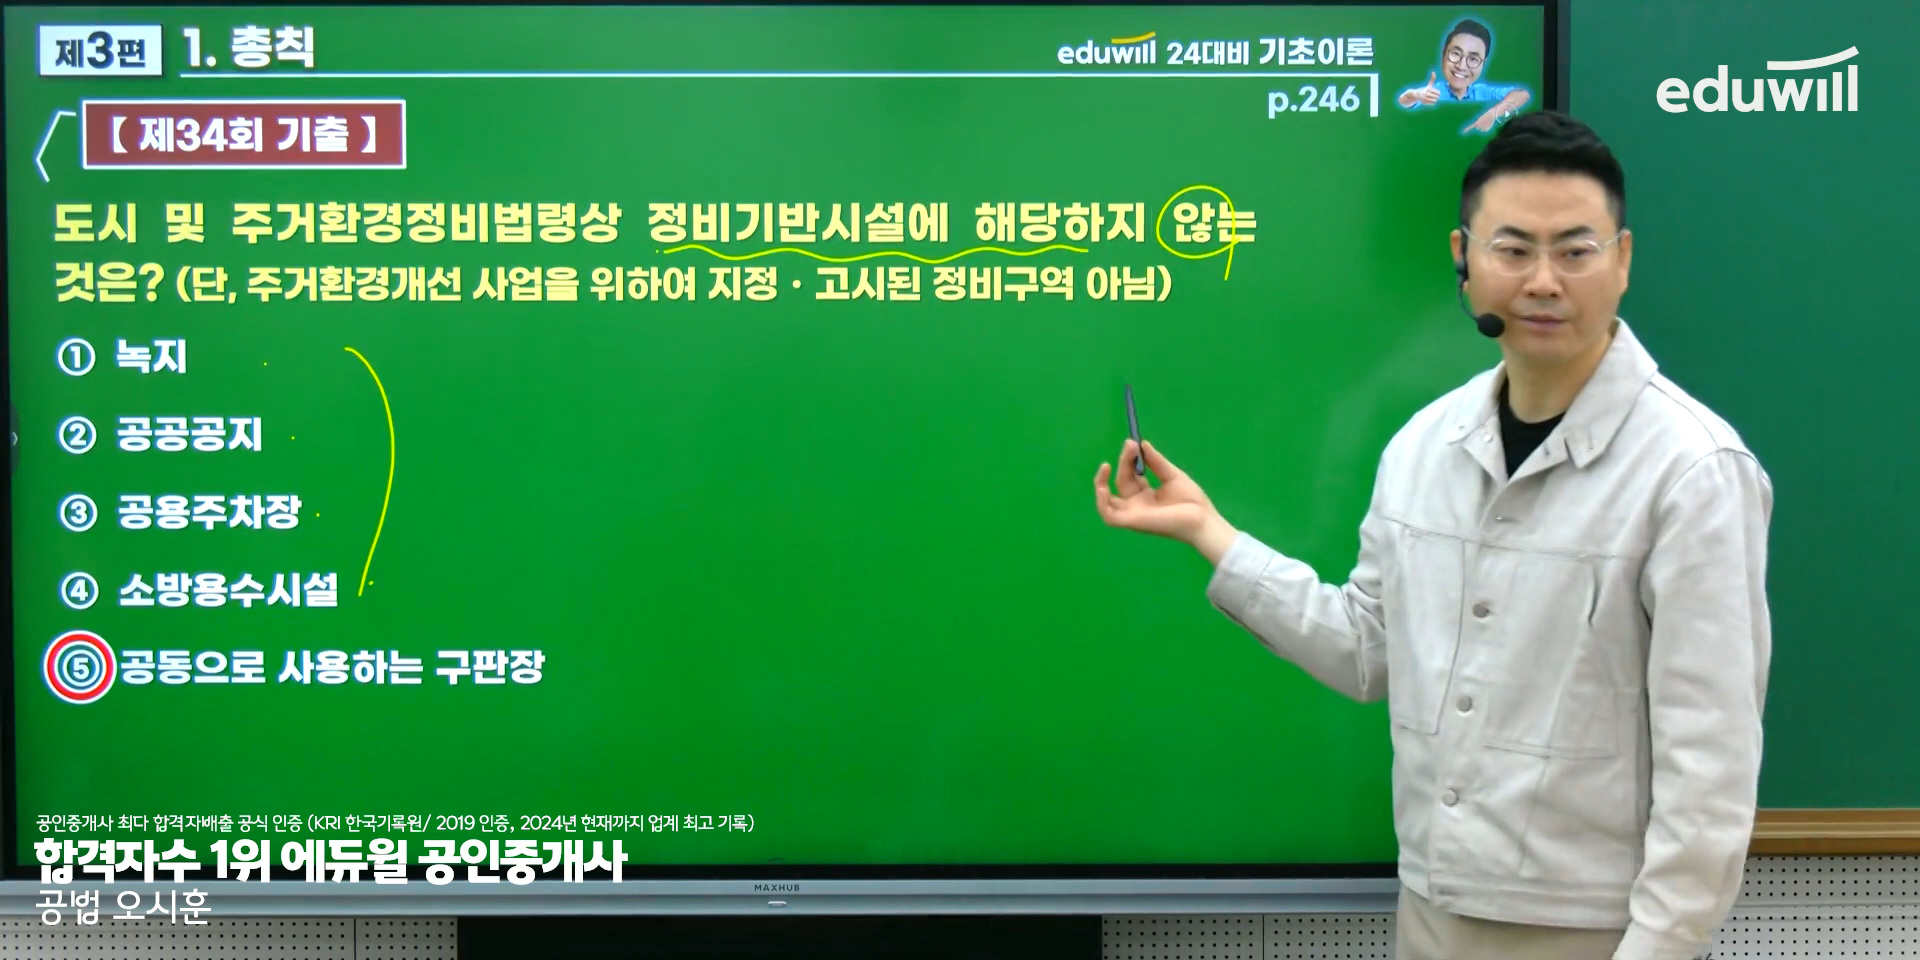 제3편 1. 총칙
eduwill 24대비 기초이론
p.246
eduwill
【 제34회 기출 】
도시 및 주거환경정비법령상 정비기반시설에 해당하지 않는
것은? (단, 주거환경개선 사업을 위하여 지정 · 고시된 정비구역 아님)
① 녹지
② 공공공지
③ 공용주차장
④ 소방용수시설
⑤ 공동으로 사용하는 구판장
공인중개사 최다 합격자배출 공식 인증 (KRI 한국기록원/ 2019 인증, 2024년 현재까지 업계 최고 기록)
합격자수 1위 에듀윌 공인중개사
공법 오시훈
MAXHUB